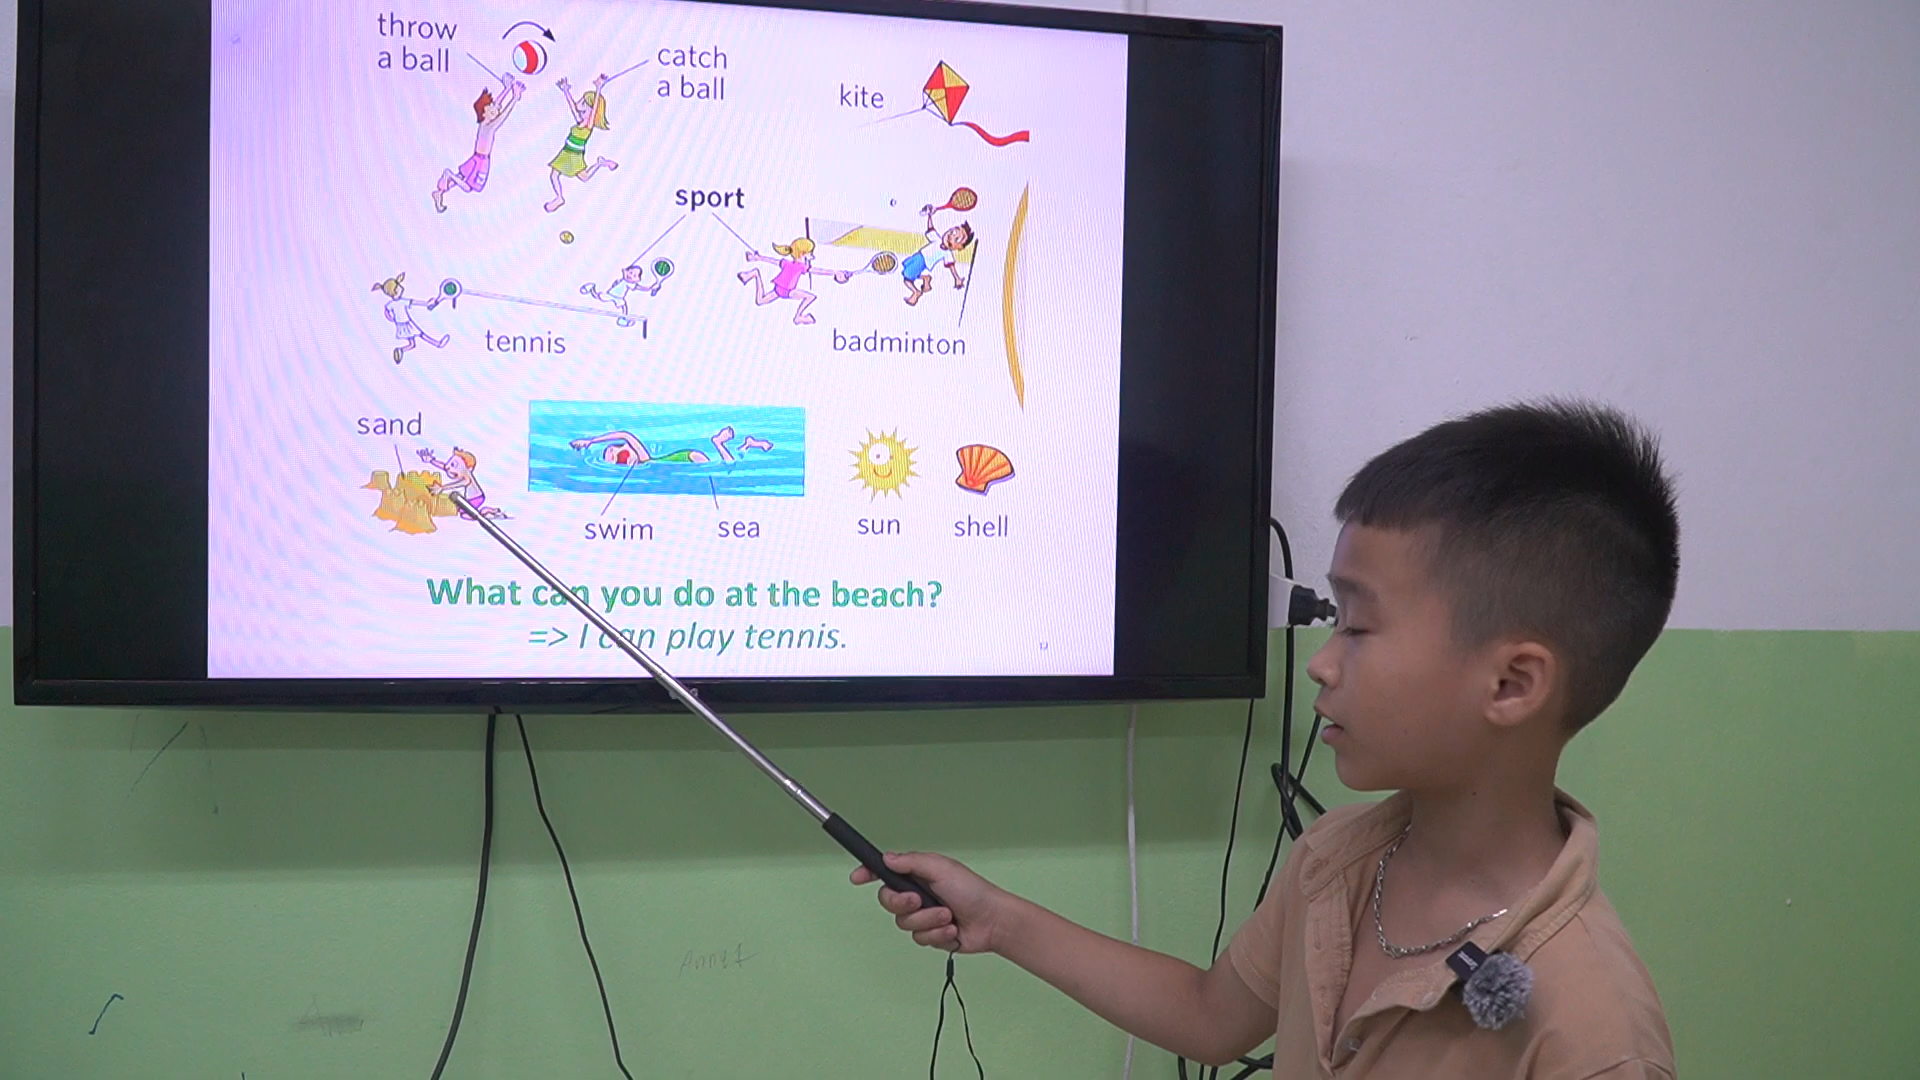 throw
a ball
catch
a ball
kite
sport
tennis
badminton
sand
swim
sea
sun
shell
What can you do at the beach?
=> I can play tennis.